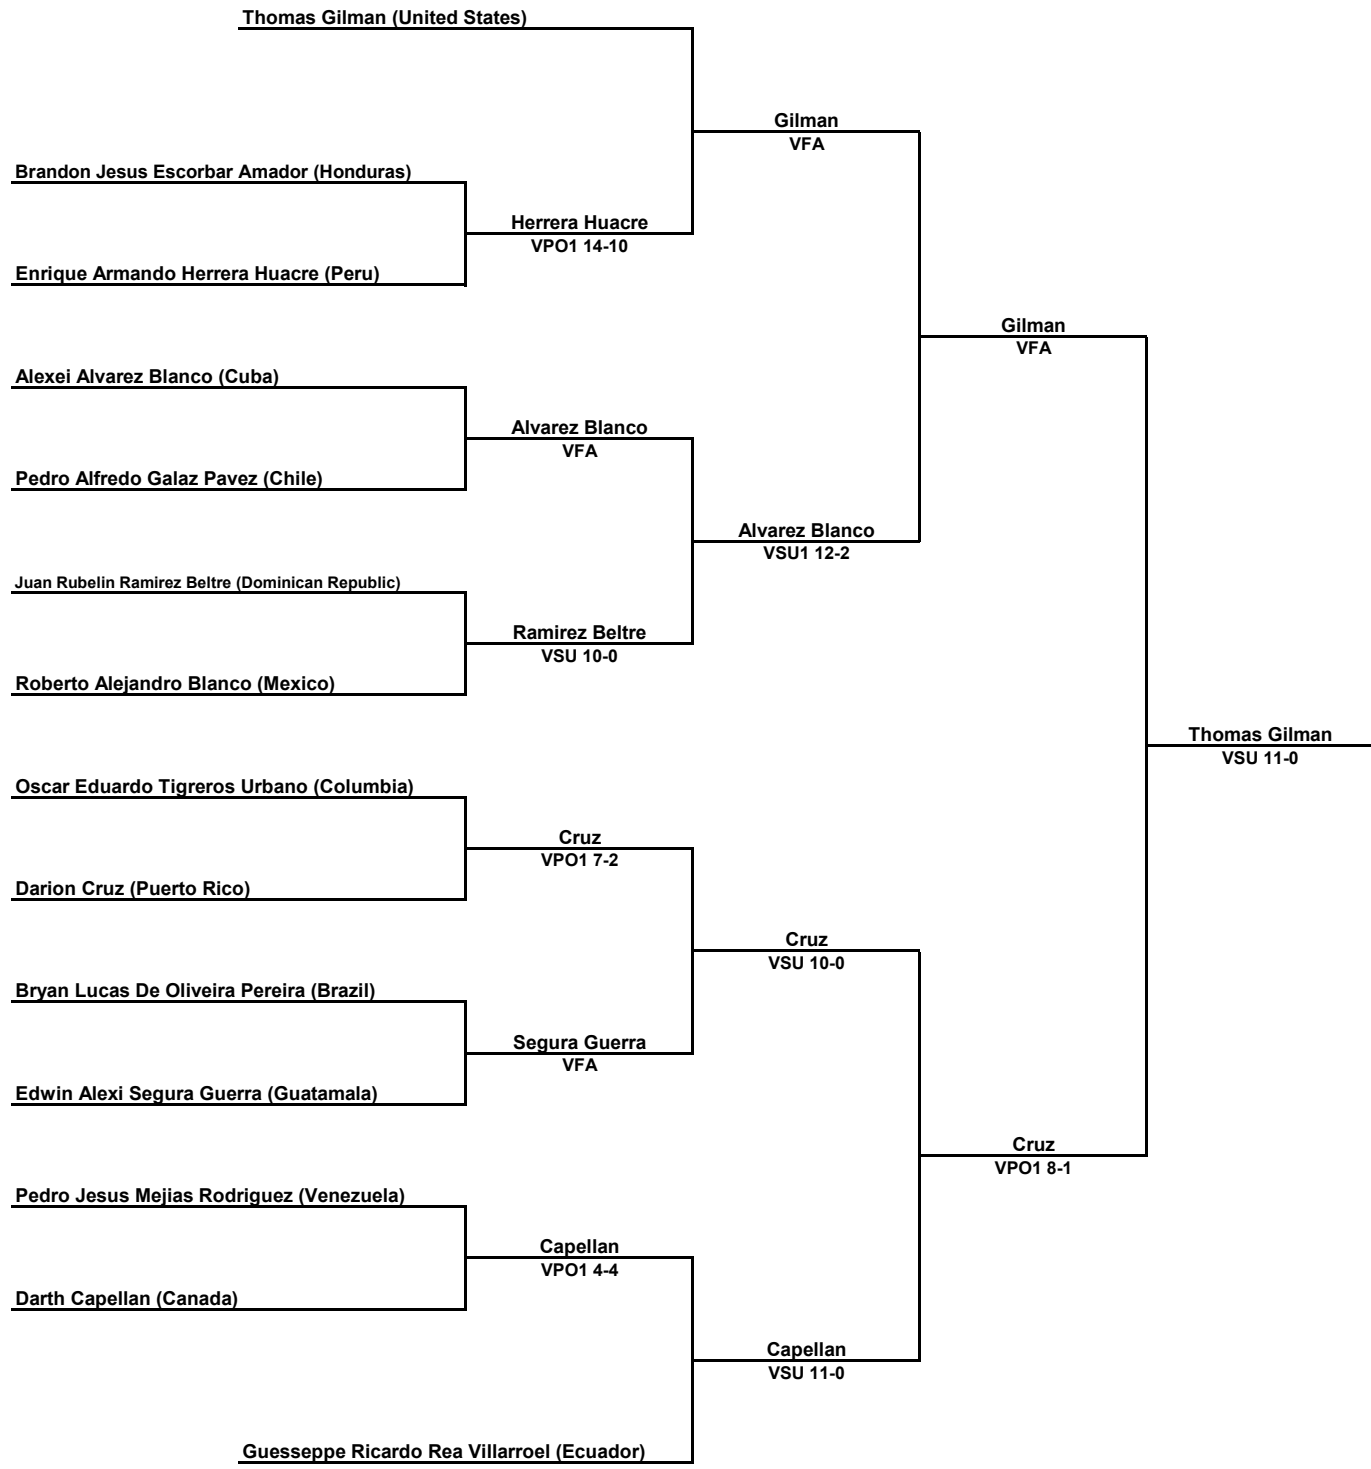 Thomas Gilman (United States)
Gilman
VFA
Brandon Jesus Escorbar Amador (Honduras)
Herrera Huacre
VPO1 14-10
Enrique Armando Herrera Huacre (Peru)
Gilman
VFA
Alexei Alvarez Blanco (Cuba)
Alvarez Blanco
VFA
Pedro Alfredo Galaz Pavez (Chile)
Alvarez Blanco
VSU1 12-2
Juan Rubelin Ramirez Beltre (Dominican Republic)
Ramirez Beltre
VSU 10-0
Roberto Alejandro Blanco (Mexico)
Thomas Gilman
VSU 11-0
Oscar Eduardo Tigreros Urbano (Columbia)
Cruz
VPO1 7-2
Darion Cruz (Puerto Rico)
Cruz
VSU 10-0
Bryan Lucas De Oliveira Pereira (Brazil)
Segura Guerra
VFA
Edwin Alexi Segura Guerra (Guatamala)
Cruz
VPO1 8-1
Pedro Jesus Mejias Rodriguez (Venezuela)
Capellan
VPO1 4-4
Darth Capellan (Canada)
Capellan
VSU 11-0
Guesseppe Ricardo Rea Villarroel (Ecuador)